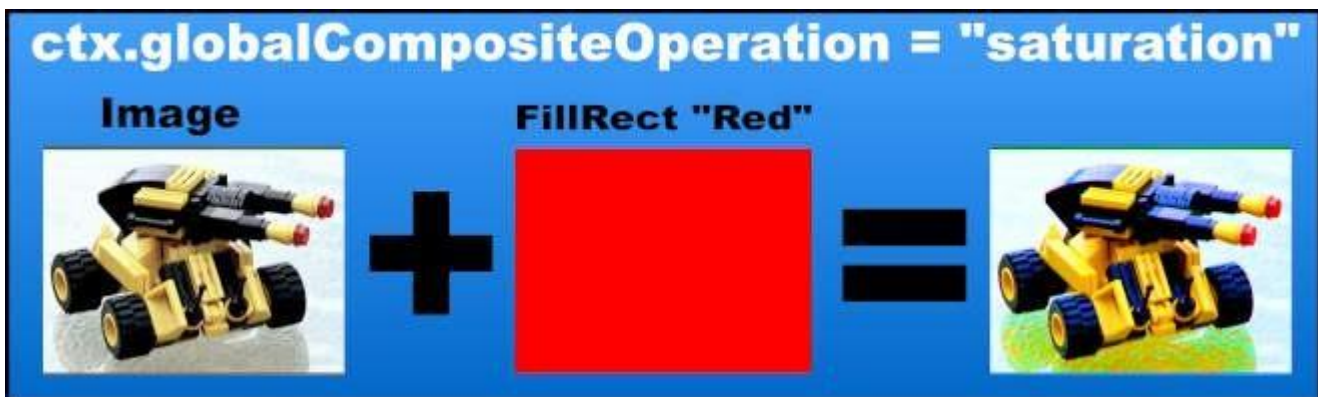 ctx.globalCompositeOperation = "saturation"
Image
FillRect "Red"